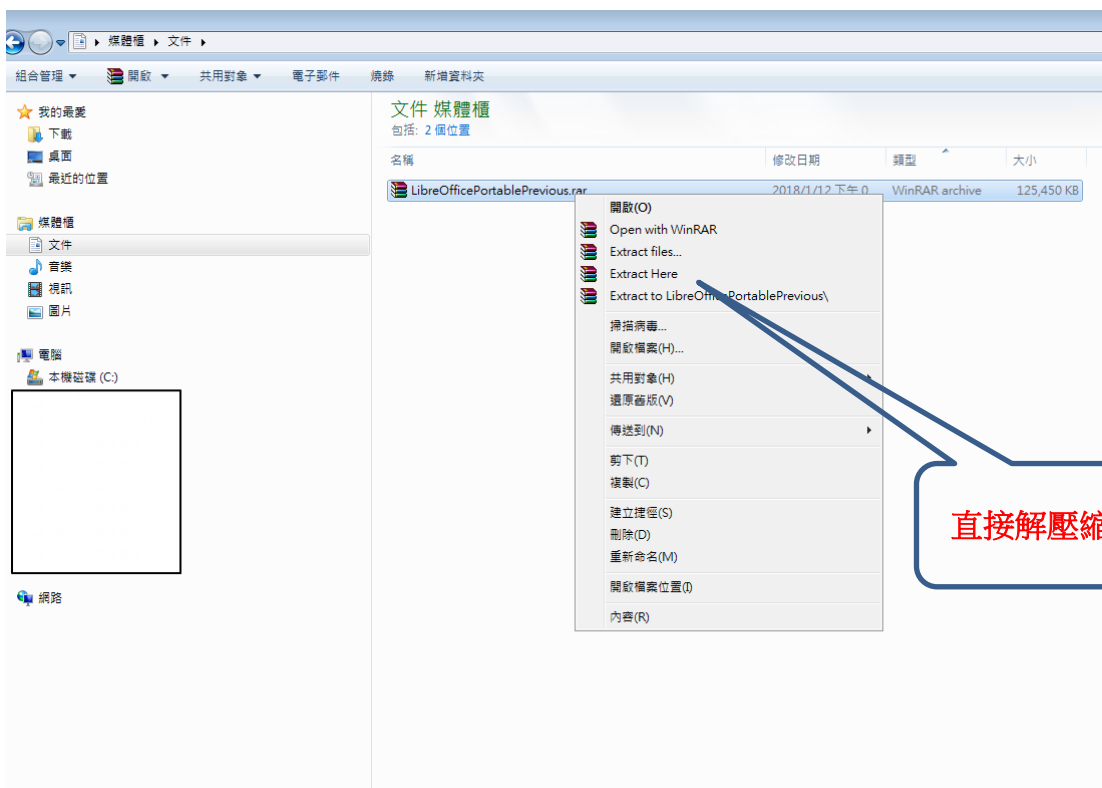 媒體櫃 ▸ 文件 ▸
組合管理 開啟 共用對象 電子郵件 燒錄 新增資料夾
我的最愛
下載
桌面
最近的位置
媒體櫃
文件
音樂
視訊
圖片
電腦
本機磁碟 (C:)
網路
文件 媒體櫃
包括: 2 個位置
名稱 修改日期 類型 大小
LibreOfficePortablePrevious.rar 2018/1/12 下午 0 WinRAR archive 125,450 KB
開啟(O)
Open with WinRAR
Extract files...
Extract Here
Extract to LibreOfficePortablePrevious\
掃描病毒...
開啟檔案(H)...
共用對象(H)
還原舊版(V)
傳送到(N)
剪下(T)
複製(C)
建立捷徑(S)
刪除(D)
重新命名(M)
開啟檔案位置(I)
內容(R)
直接解壓縮